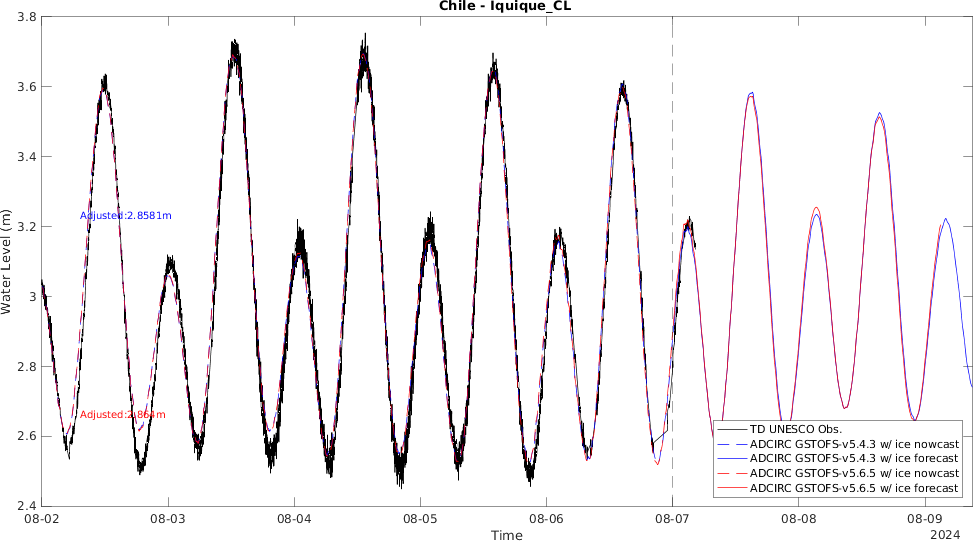 Chile - Iquique_CL
3.8
3.6
3.4
3.2
3
2.8
2.6
2.4
Water Level (m)
Adjusted:2.8581m
Adjusted:2.864m
TD UNESCO Obs.
ADCIRC GSTOFS-v5.4.3 w/ ice nowcast
ADCIRC GSTOFS-v5.4.3 w/ ice forecast
ADCIRC GSTOFS-v5.6.5 w/ ice nowcast
ADCIRC GSTOFS-v5.6.5 w/ ice forecast
08-02 08-03 08-04 08-05 08-06 08-07 08-08 08-09
Time
2024